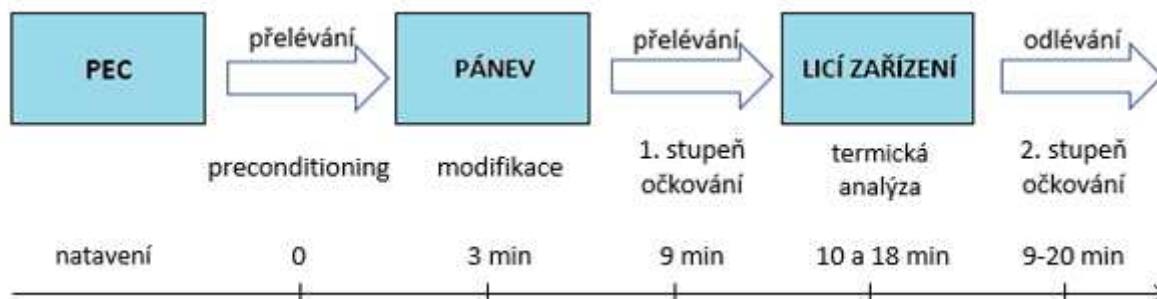 přelévání
přelévání
odlévání
PEC
PÁNEV
LICÍ ZAŘÍZENÍ
preconditioning
modifikace
1. stupeň
očkování
termická
analýza
2. stupeň
očkování
natavení
0
3 min
9 min
10 a 18 min
9-20 min